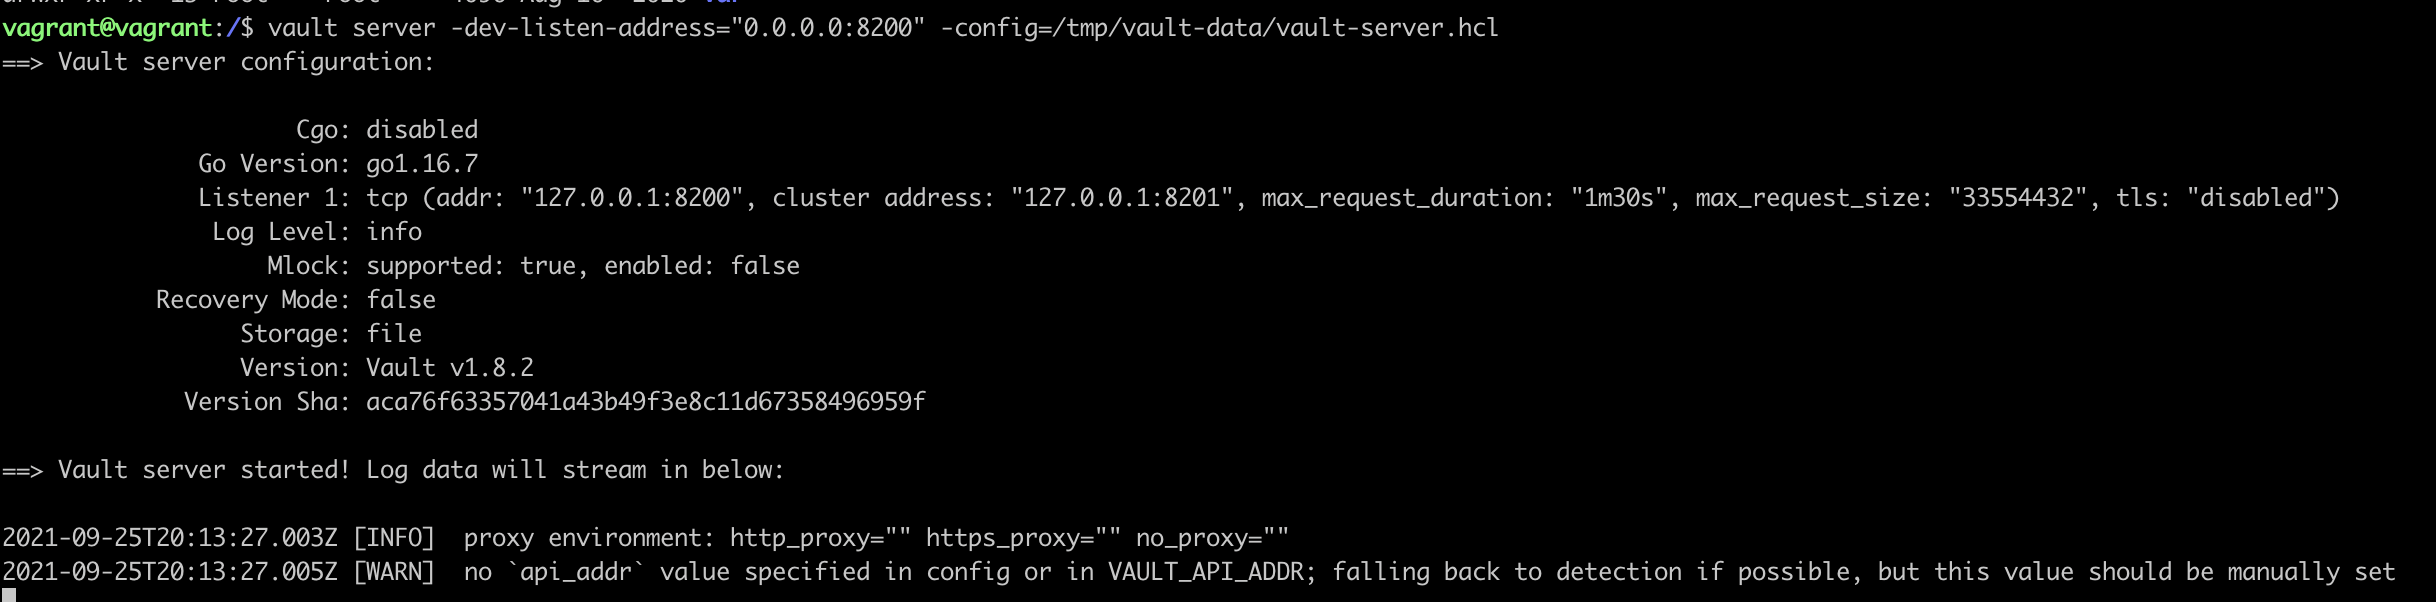 vagrant@vagrant:/$ vault server -dev-listen-address="0.0.0.0:8200" -config=/tmp/vault-data/vault-server.hcl
==> Vault server configuration:
Cgo: disabled
Go Version: go1.16.7
Listener 1: tcp (addr: "127.0.0.1:8200", cluster address: "127.0.0.1:8201", max_request_duration: "1m30s", max_request_size: "33554432", tls: "disabled")
Log Level: info
Mlock: supported: true, enabled: false
Recovery Mode: false
Storage: file
Version: Vault v1.8.2
Version Sha: aca76f63357041a43b49f3e8c11d67358496959f
==> Vault server started! Log data will stream in below:
2021-09-25T20:13:27.003Z [INFO]  proxy environment: http_proxy="" https_proxy="" no_proxy=""
2021-09-25T20:13:27.005Z [WARN]  no `api_addr` value specified in config or in VAULT_API_ADDR; falling back to detection if possible, but this value should be manually set